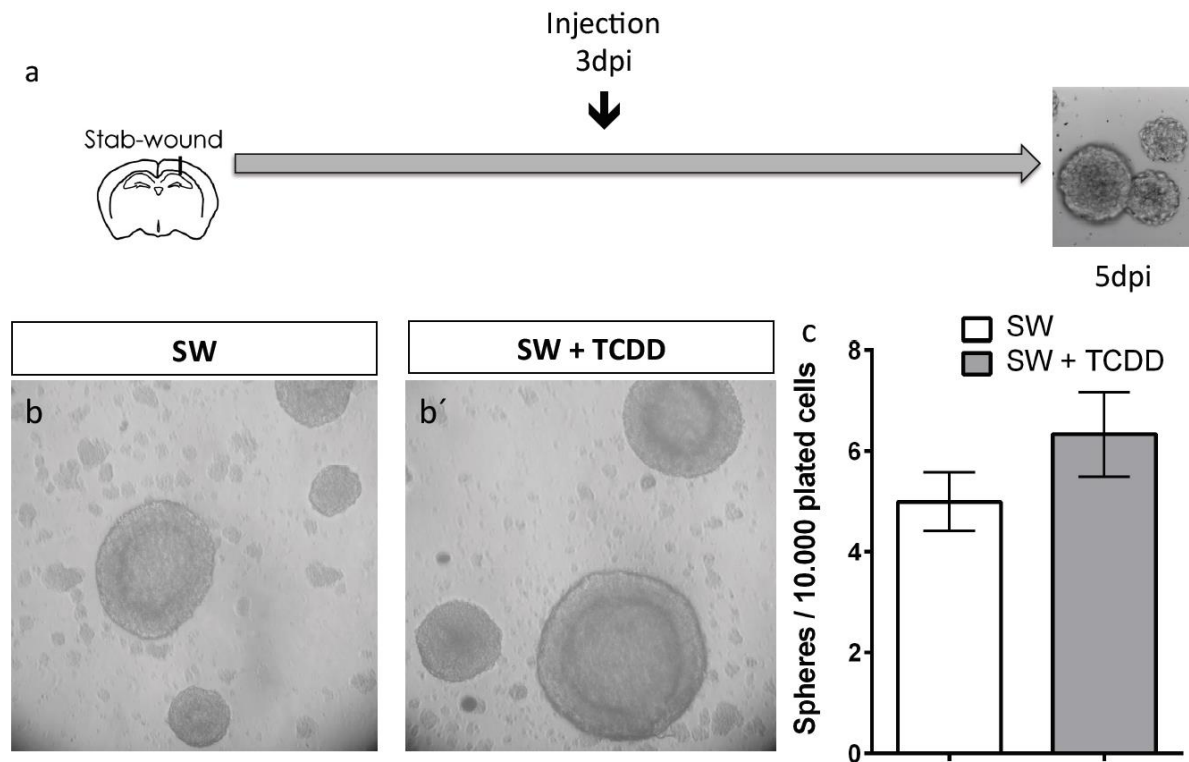 Injection
3dpi
a
Stab-wound
5dpi
SW
SW + TCDD
b
b´
c
SW
SW + TCDD
Spheres / 10.000 plated cells
8
6
4
2
0